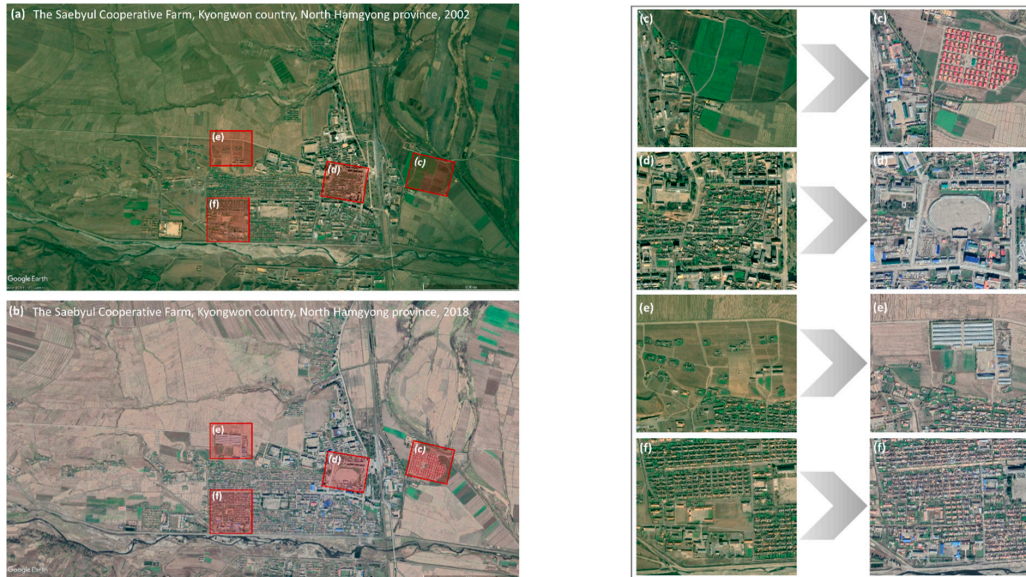 (a) The Saebyul Cooperative Farm, Kyongwon country, North Hamgyong province, 2002
(e)
(d)
(c)
(f)
Google Earth
(b) The Saebyul Cooperative Farm, Kyongwon country, North Hamgyong province, 2018
(e)
(d)
(c)
(f)
Google Earth
(c) (c)
(d) (d)
(e) (e)
(f) (f)